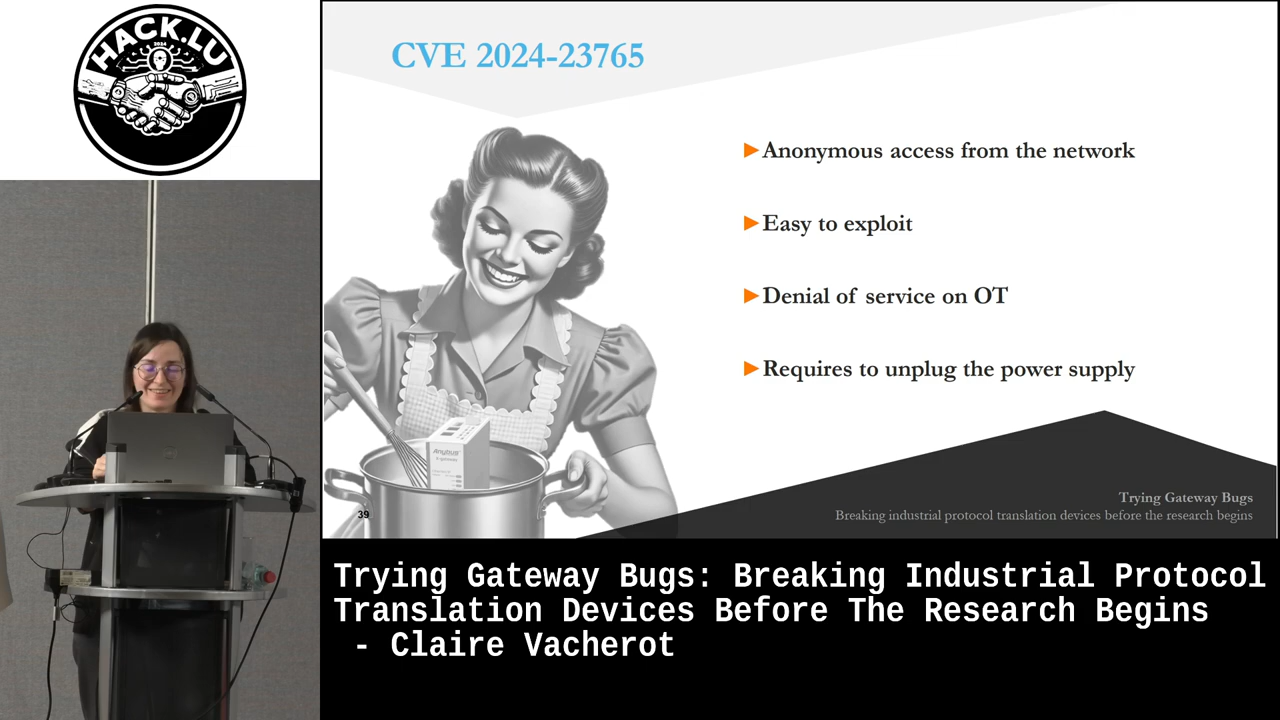 HACK.LU
2024
CVE 2024-23765
▶Anonymous access from the network
▶Easy to exploit
▶Denial of service on OT
▶Requires to unplug the power supply
Anybus
39
Trying Gateway Bugs
Breaking industrial protocol translation devices before the research begins
Trying Gateway Bugs: Breaking Industrial Protocol
Translation Devices Before The Research Begins
- Claire Vacherot